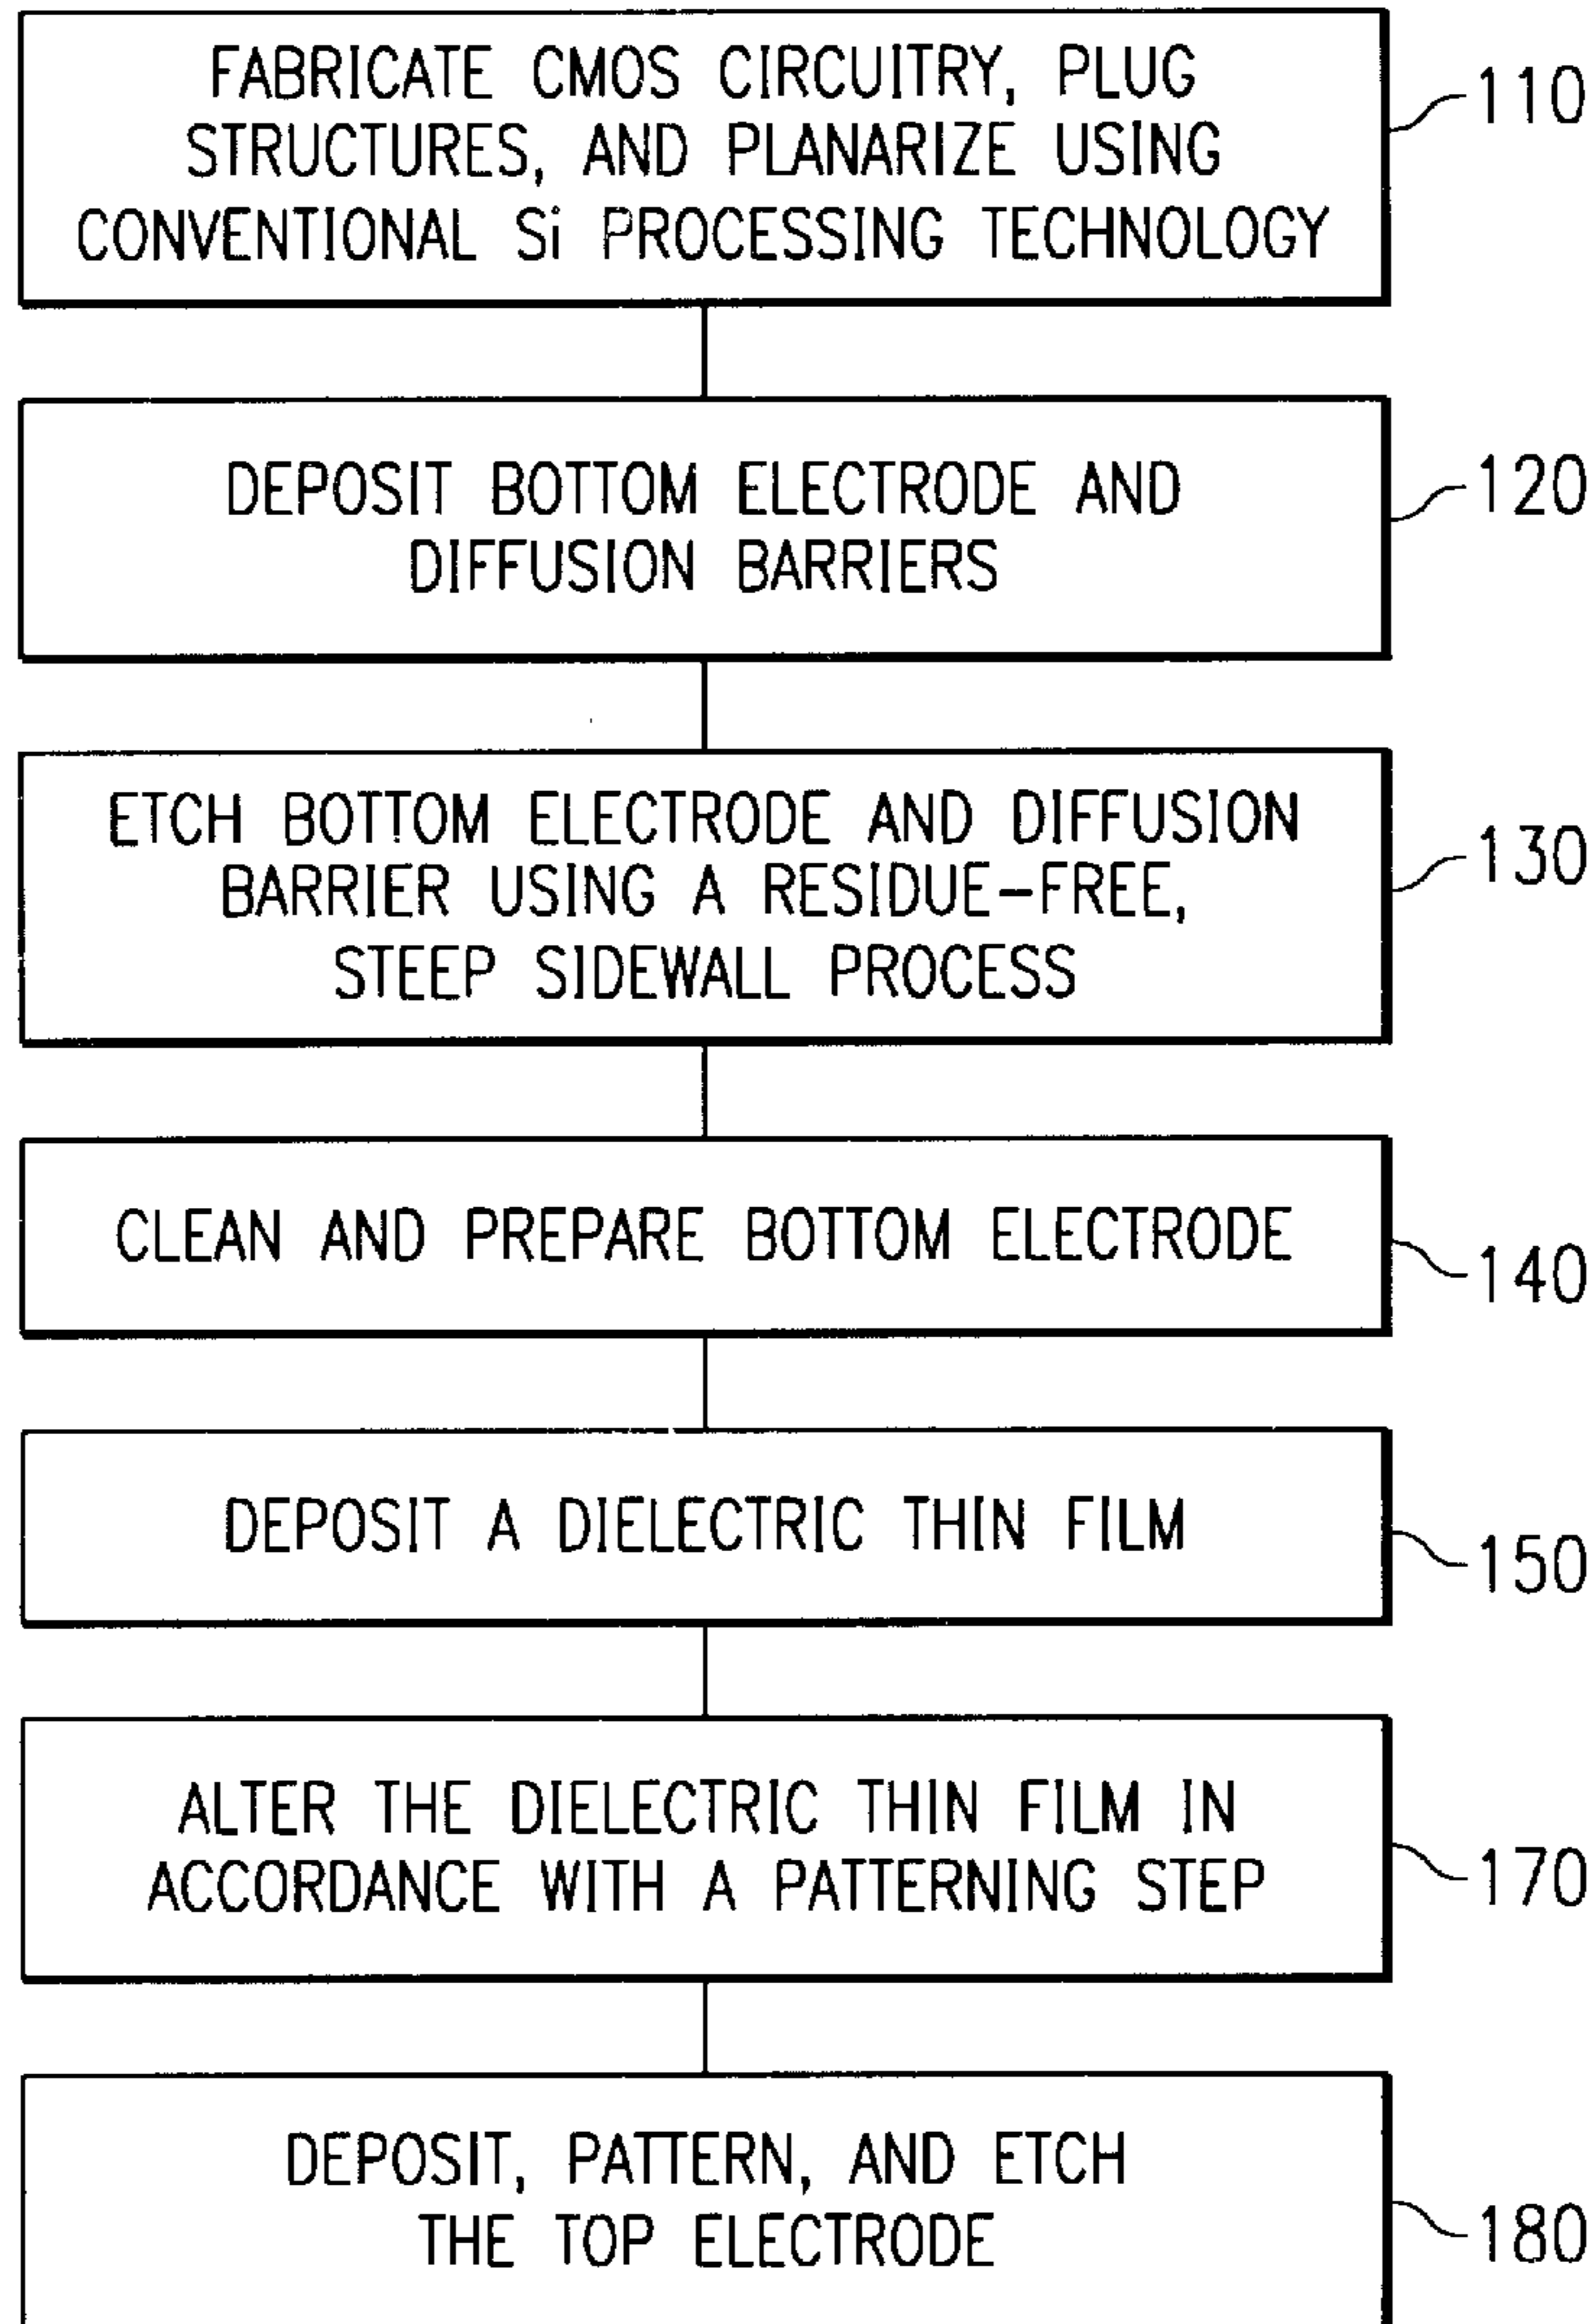 FABRICATE CMOS CIRCUITRY, PLUG
STRUCTURES, AND PLANARIZE USING
CONVENTIONAL Si PROCESSING TECHNOLOGY
110
DEPOSIT BOTTOM ELECTRODE AND
DIFFUSION BARRIERS
120
ETCH BOTTOM ELECTRODE AND DIFFUSION
BARRIER USING A RESIDUE-FREE,
STEEP SIDEWALL PROCESS
130
CLEAN AND PREPARE BOTTOM ELECTRODE
140
DEPOSIT A DIELECTRIC THIN FILM
150
ALTER THE DIELECTRIC THIN FILM IN
ACCORDANCE WITH A PATTERNING STEP
170
DEPOSIT, PATTERN, AND ETCH
THE TOP ELECTRODE
180